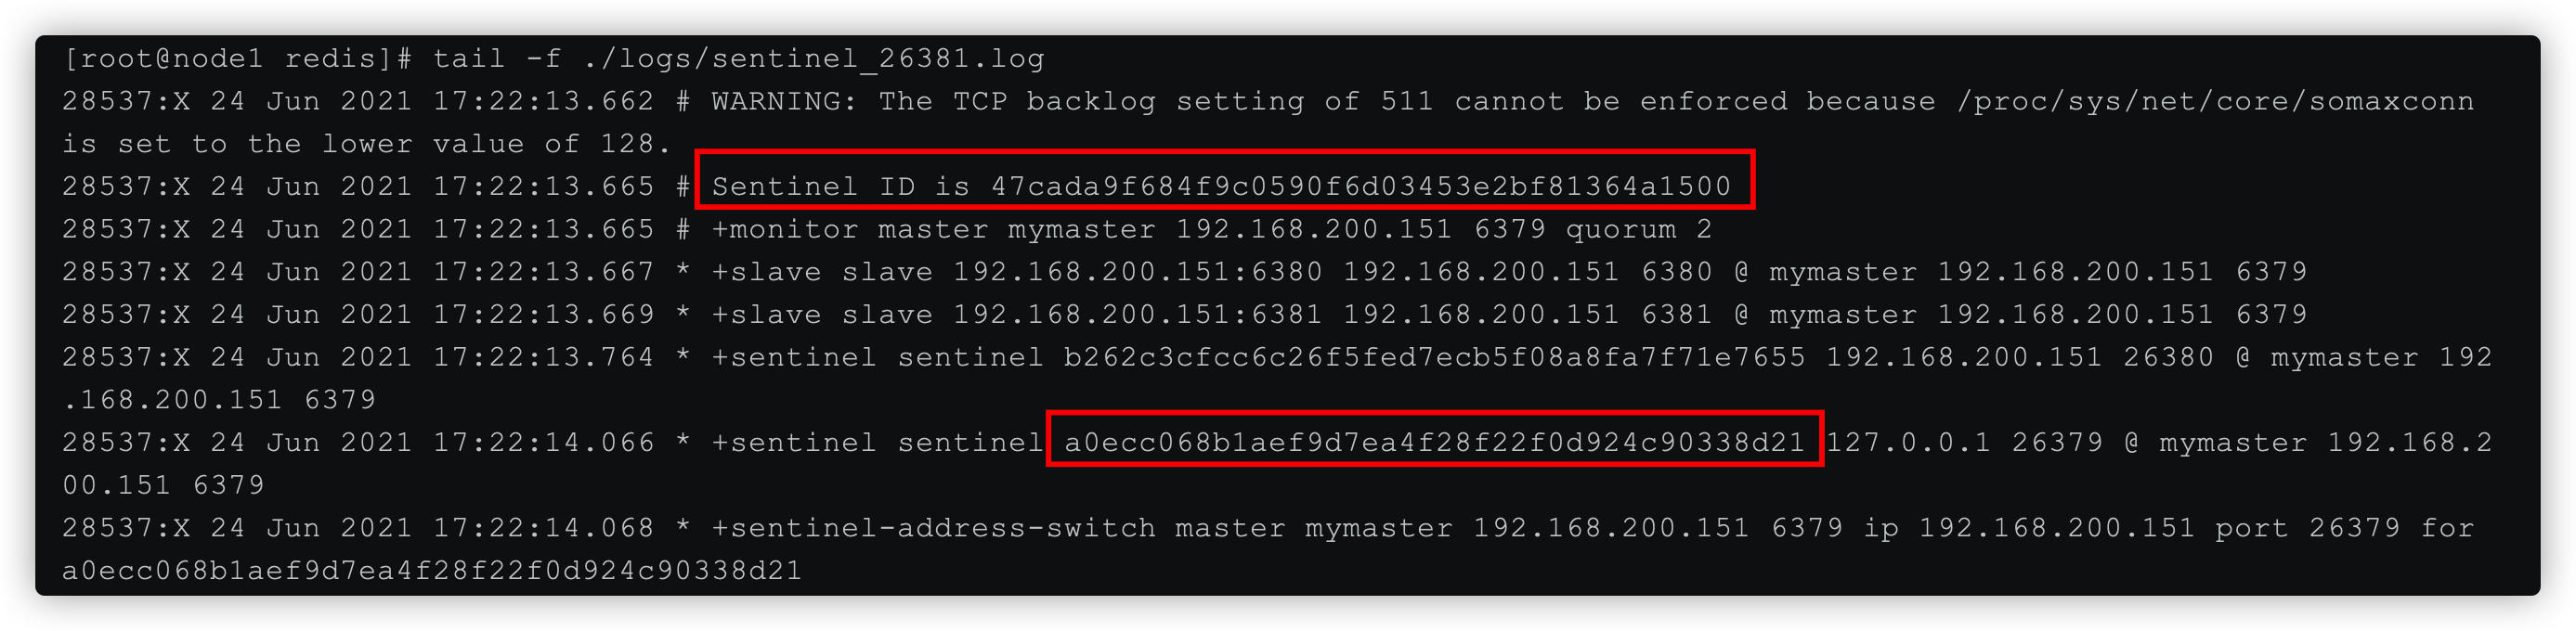 [root@node1 redis]# tail -f ./logs/sentinel_26381.log
28537:X 24 Jun 2021 17:22:13.662 # WARNING: The TCP backlog setting of 511 cannot be enforced because /proc/sys/net/core/somaxconn
is set to the lower value of 128.
28537:X 24 Jun 2021 17:22:13.665 # Sentinel ID is 47cada9f684f9c0590f6d03453e2bf81364a1500
28537:X 24 Jun 2021 17:22:13.665 # +monitor master mymaster 192.168.200.151 6379 quorum 2
28537:X 24 Jun 2021 17:22:13.667 * +slave slave 192.168.200.151:6380 192.168.200.151 6380 @ mymaster 192.168.200.151 6379
28537:X 24 Jun 2021 17:22:13.669 * +slave slave 192.168.200.151:6381 192.168.200.151 6381 @ mymaster 192.168.200.151 6379
28537:X 24 Jun 2021 17:22:13.764 * +sentinel sentinel b262c3cfcc6c26f5fed7ecb5f08a8fa7f71e7655 192.168.200.151 26380 @ mymaster 192
.168.200.151 6379
28537:X 24 Jun 2021 17:22:14.066 * +sentinel sentinel a0ecc068b1aef9d7ea4f28f22f0d924c90338d21 127.0.0.1 26379 @ mymaster 192.168.2
00.151 6379
28537:X 24 Jun 2021 17:22:14.068 * +sentinel-address-switch master mymaster 192.168.200.151 6379 ip 192.168.200.151 port 26379 for
a0ecc068b1aef9d7ea4f28f22f0d924c90338d21